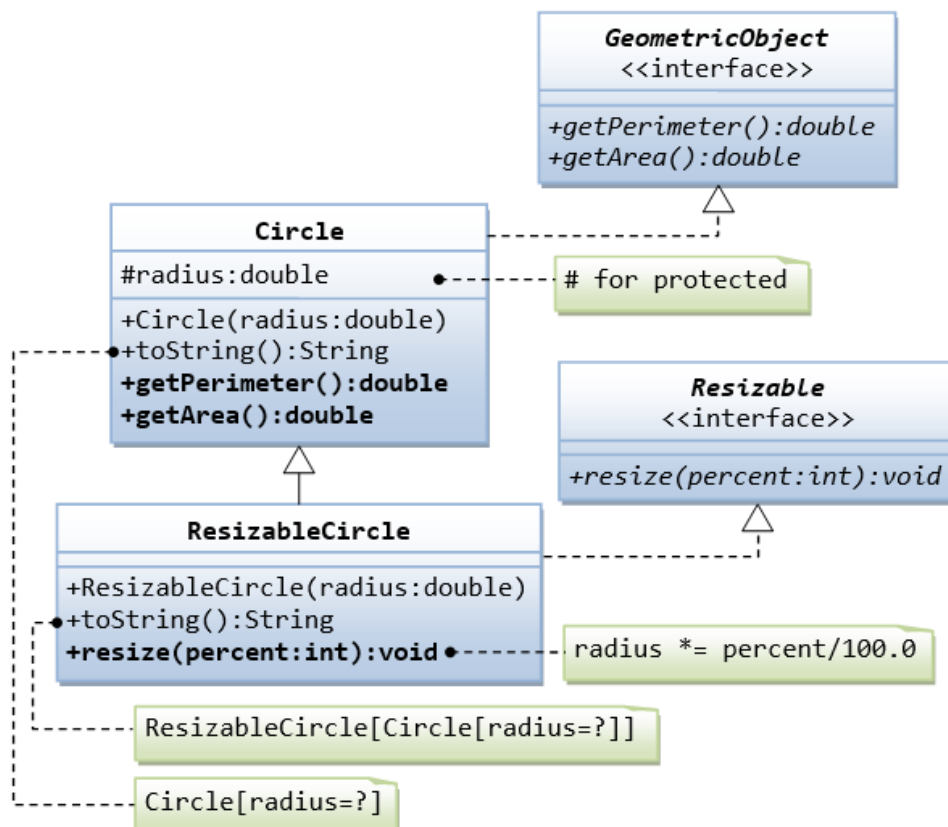 GeometricObject
<<interface>>
+getPerimeter():double
+getArea():double
Circle
#radius:double
# for protected
+Circle(radius:double)
+toString():String
+getPerimeter():double
+getArea():double
Resizable
<<interface>>
+resize(percent:int):void
ResizableCircle
+ResizableCircle(radius:double)
+toString():String
+resize(percent:int):void
radius *= percent/100.0
ResizableCircle[Circle[radius=?]]
Circle[radius=?]